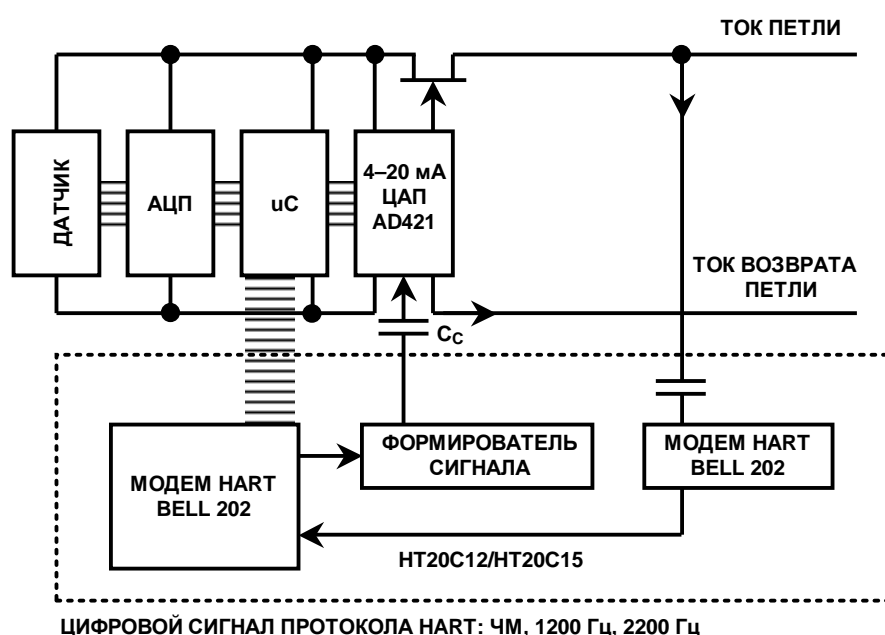 ТОК ПЕТЛИ
ДАТЧИК
АЦП
uC
4–20 мА
ЦАП
AD421
ТОК ВОЗВРАТА
ПЕТЛИ
CC
МОДЕМ HART
BELL 202
ФОРМИРОВАТЕЛЬ
СИГНАЛА
МОДЕМ HART
BELL 202
HT20C12/HT20C15
ЦИФРОВОЙ СИГНАЛ ПРОТОКОЛА HART: ЧМ, 1200 Гц, 2200 Гц